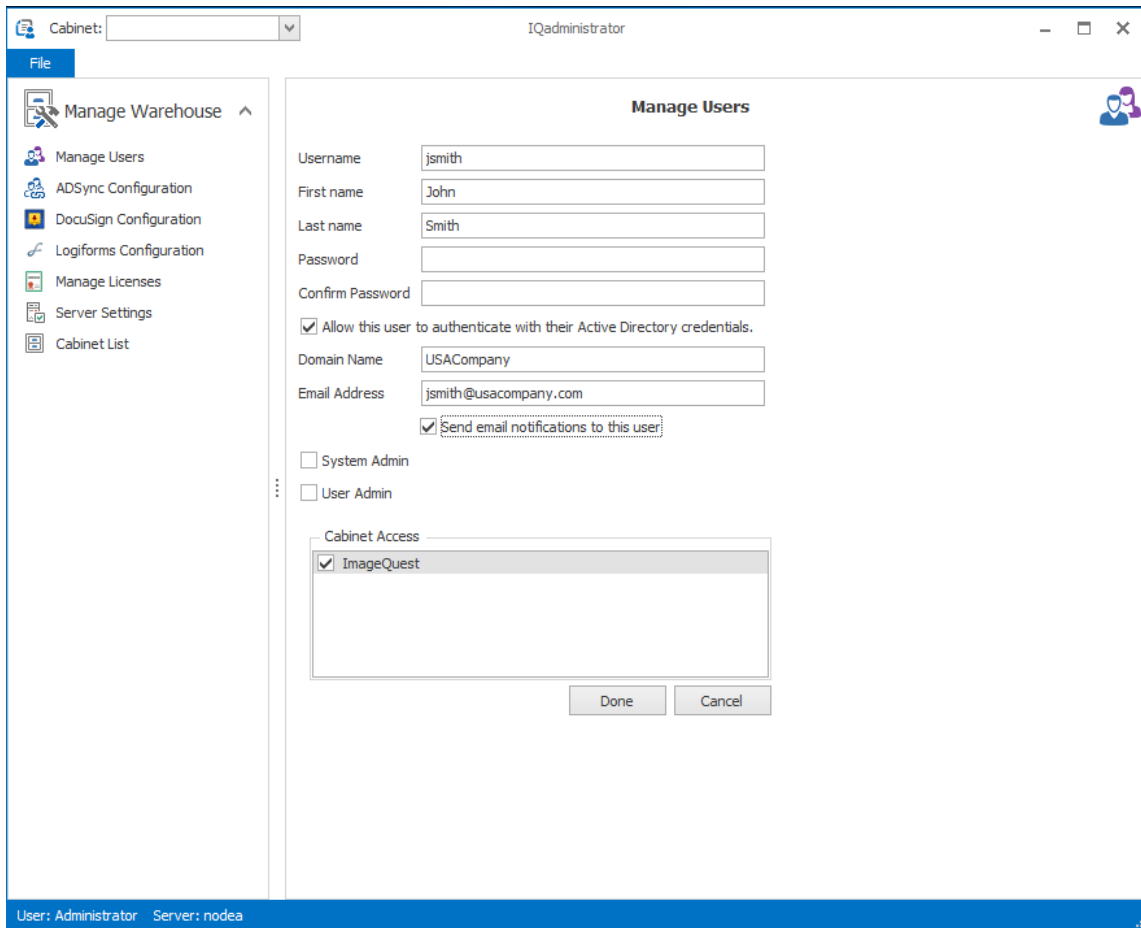 Cabinet:
IQadministrator
File
Manage Warehouse
Manage Users
ADSync Configuration
DocuSign Configuration
Logiforms Configuration
Manage Licenses
Server Settings
Cabinet List
Manage Users
Username jsmith
First name John
Last name Smith
Password
Confirm Password
Allow this user to authenticate with their Active Directory credentials.
Domain Name USACompany
Email Address jsmith@usacompany.com
Send email notifications to this user
System Admin
User Admin
Cabinet Access
ImageQuest
Done Cancel
User: Administrator Server: nodea